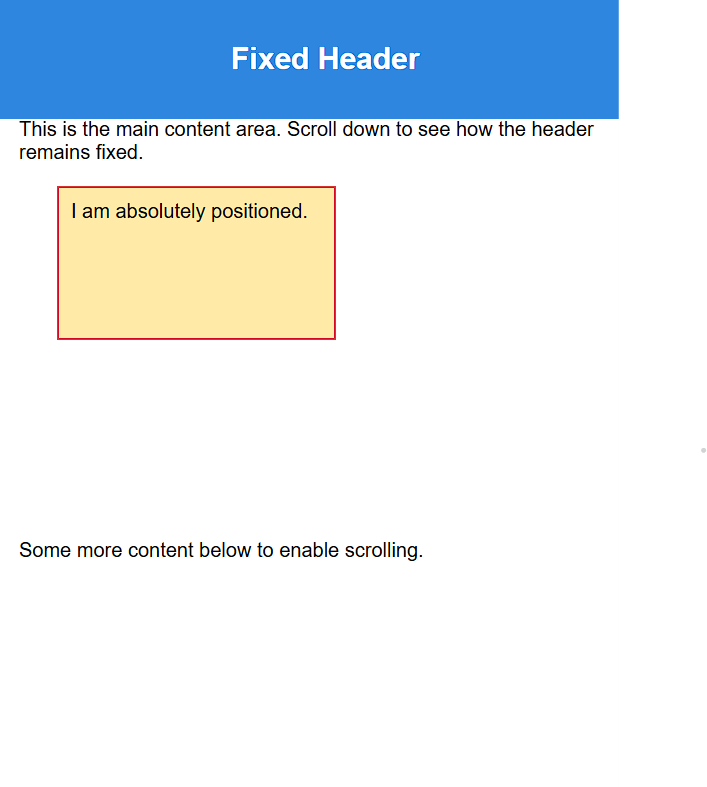 Fixed Header
This is the main content area. Scroll down to see how the header
remains fixed.
I am absolutely positioned.
Some more content below to enable scrolling.